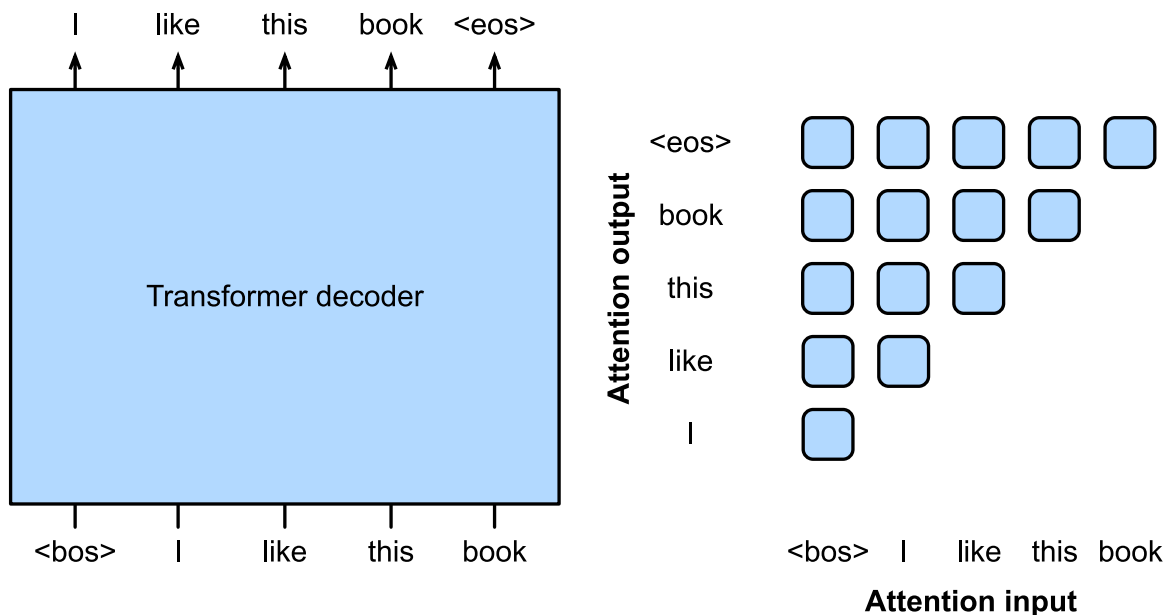 I like this book <eos>
Transformer decoder
<bos> I like this book
Attention output
<eos>
book
this
like
I
<bos> I like this book
Attention input